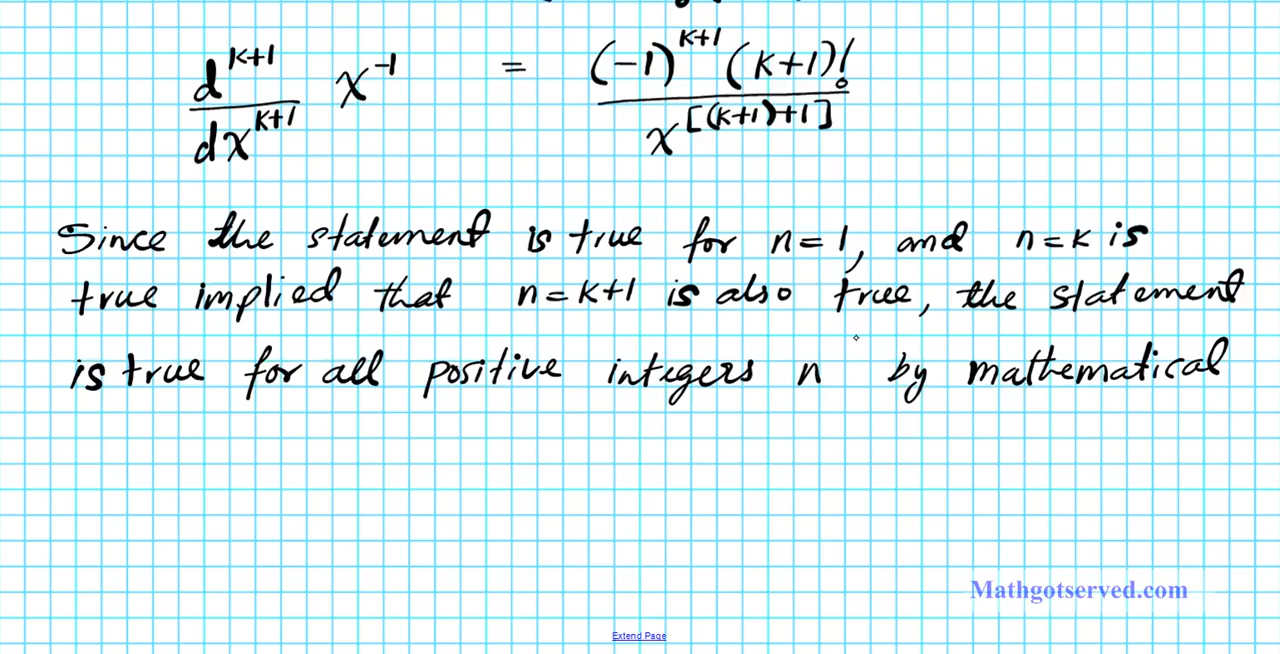 d^{k+1}/dx^{k+1} x^{-1} = (-1)^{k+1} (k+1)! / x^{[(k+1)+1]}
Since the statement is true for n=1, and n=k is
true implied that n=k+1 is also true, the statement
is true for all positive integers n by mathematical
Mathgotserved.com
Extend Page